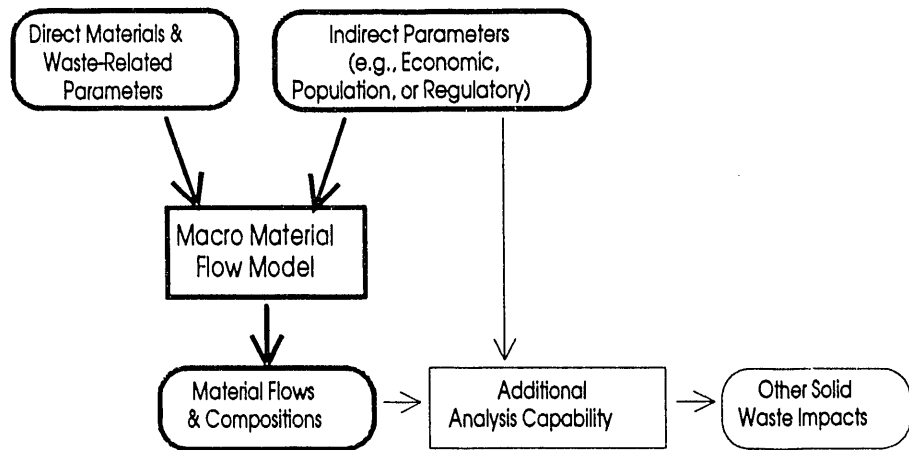 Direct Materials &
Waste-Related
Parameters
Indirect Parameters
(e.g., Economic,
Population, or Regulatory)
Macro Material
Flow Model
Material Flows
& Compositions
Additional
Analysis Capability
Other Solid
Waste Impacts